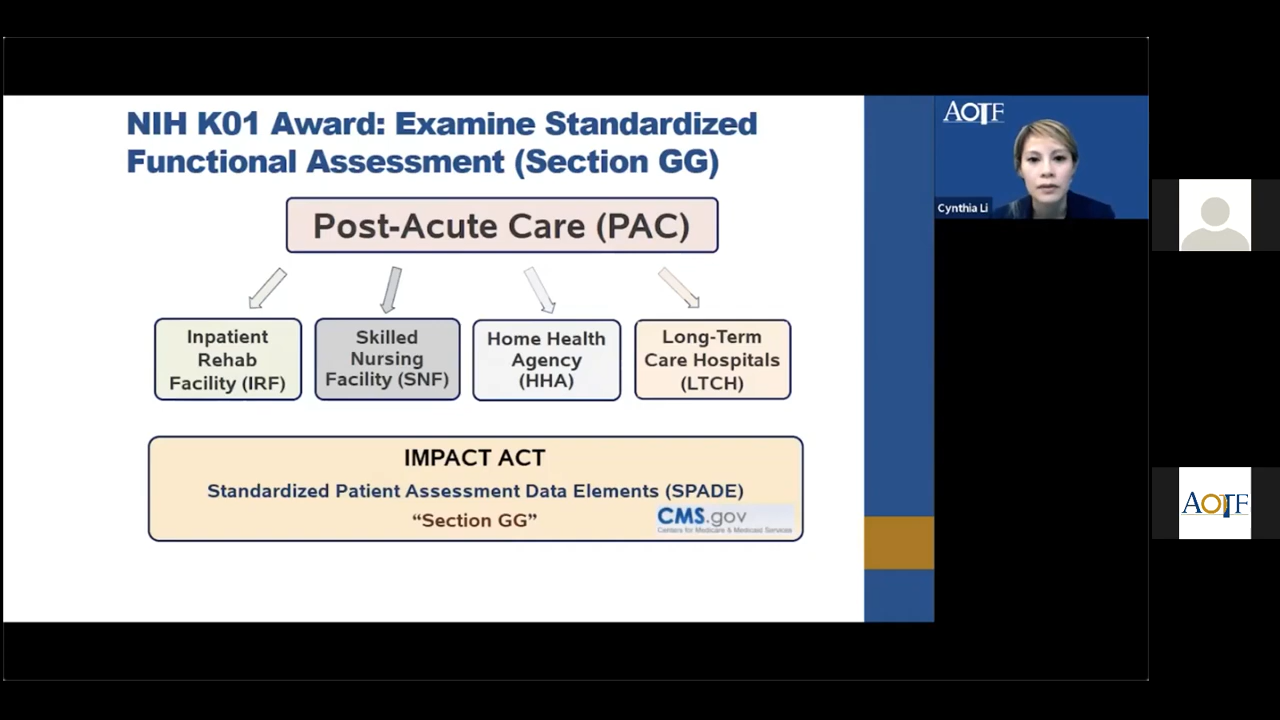 NIH K01 Award: Examine Standardized
Functional Assessment (Section GG)
Post-Acute Care (PAC)
Inpatient
Rehab
Facility (IRF)
Skilled
Nursing
Facility (SNF)
Home Health
Agency
(HHA)
Long-Term
Care Hospitals
(LTCH)
IMPACT ACT
Standardized Patient Assessment Data Elements (SPADE)
“Section GG”
CMS.gov
Centers for Medicare & Medicaid Services
AOTF
Cynthia Li
AOTF